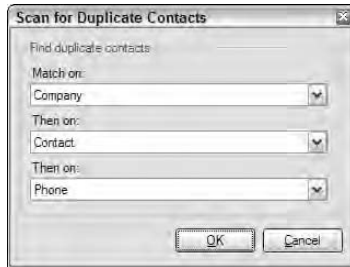 Scan for Duplicate Contacts
Find duplicate contacts
Match on:
Company
Then on:
Contact
Then on:
Phone
OK
Cancel